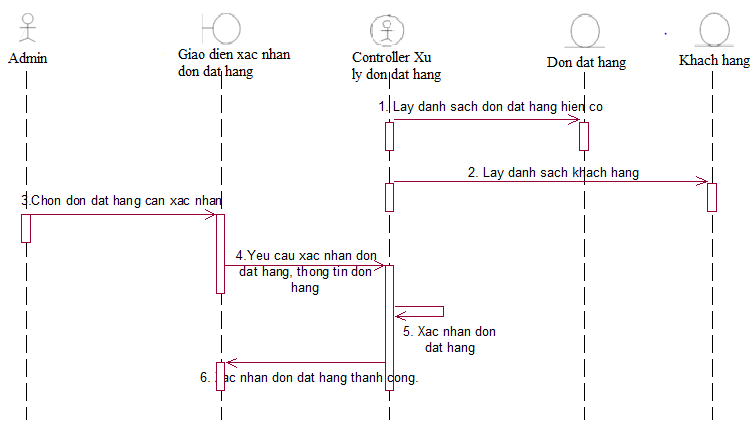 Admin
Giao dien xac nhan
don dat hang
Controller Xu
ly don dat hang
Don dat hang
Khach hang
1. Lay danh sach don dat hang hien co
2. Lay danh sach khach hang
3.Chon don dat hang can xac nhan
4.Yeu cau xac nhan don
dat hang, thong tin don
hang
5. Xac nhan don
dat hang
6. Xac nhan don dat hang thanh cong.